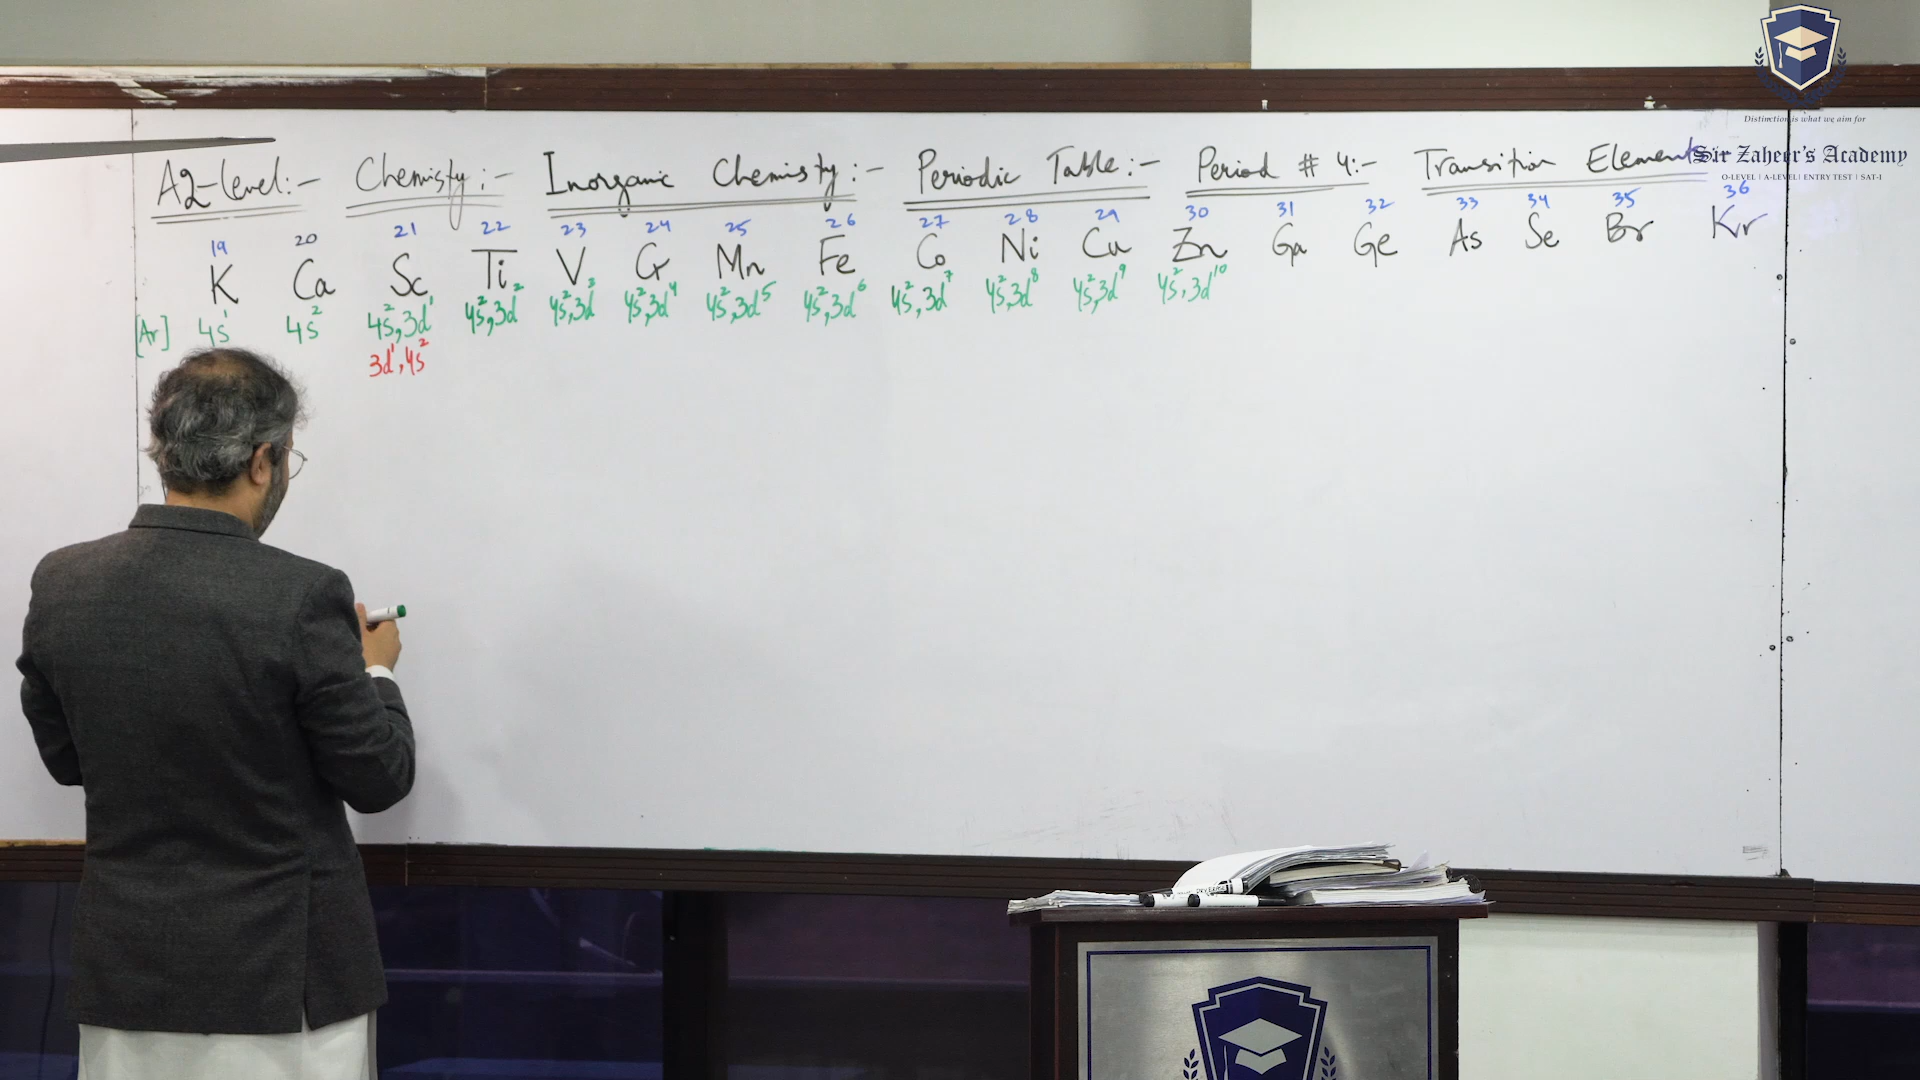 A2-level:- Chemisty:- Inorganic Chemisty:- Periodic Table:- Period # 4:- Transition Elements
19 20 21 22 23 24 25 26 27 28 29 30 31 32 33 34 35 36
K Ca Sc Ti V Cr Mn Fe Co Ni Cu Zn Ga Ge As Se Br Kr
[Ar] 4s¹ 4s² 4s²,3d¹ 4s²,3d² 4s²,3d³ 4s²,3d⁴ 4s²,3d⁵ 4s²,3d⁶ 4s²,3d⁷ 4s²,3d⁸ 4s²,3d⁹ 4s²,3d¹⁰
3d¹,4s²
Distinction is what we aim for
Sir Zaheer's Academy
O-LEVEL | A-LEVEL | ENTRY TEST | SAT-I
DRY ERASE